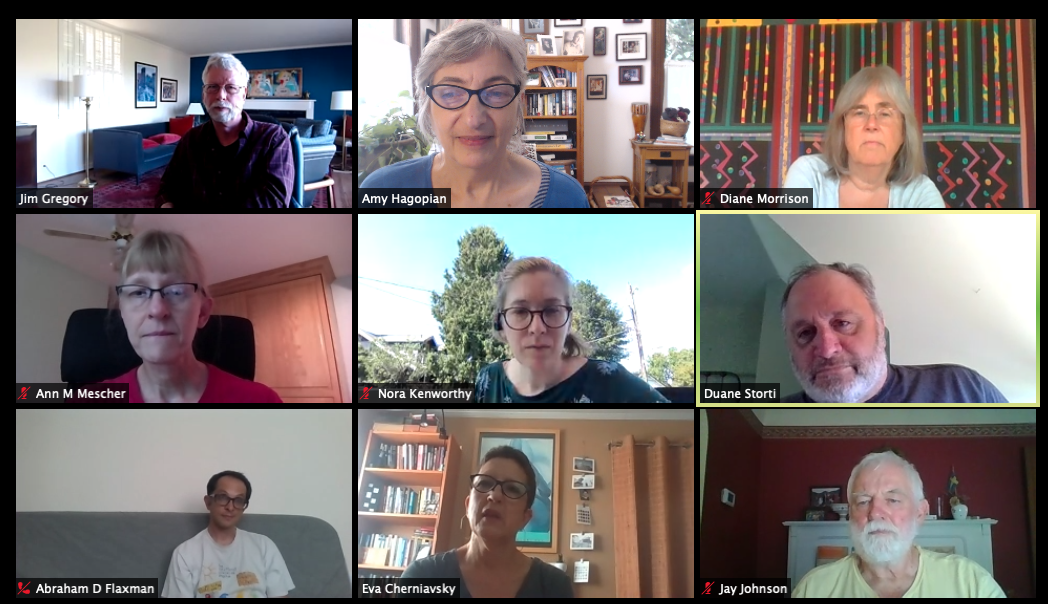 Jim Gregory
Amy Hagopian
Diane Morrison
Ann M Mescher
Nora Kenworthy
Duane Storti
Abraham D Flaxman
Eva Cherniavsky
Jay Johnson